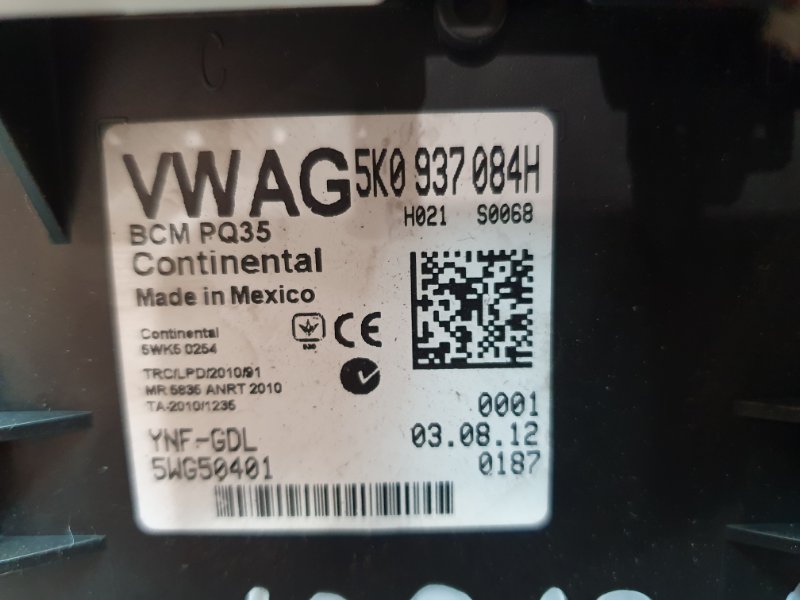 C
VWAG 5K0 937 084H
H021 S0068
BCM PQ35
Continental
Made in Mexico
Continental
5WK5 0254
CE
TRC/LPD/2010/91
MR 5835 ANRT 2010
TA-2010/1235
0001
YNF-GDL 03.08.12
5WG50401 0187